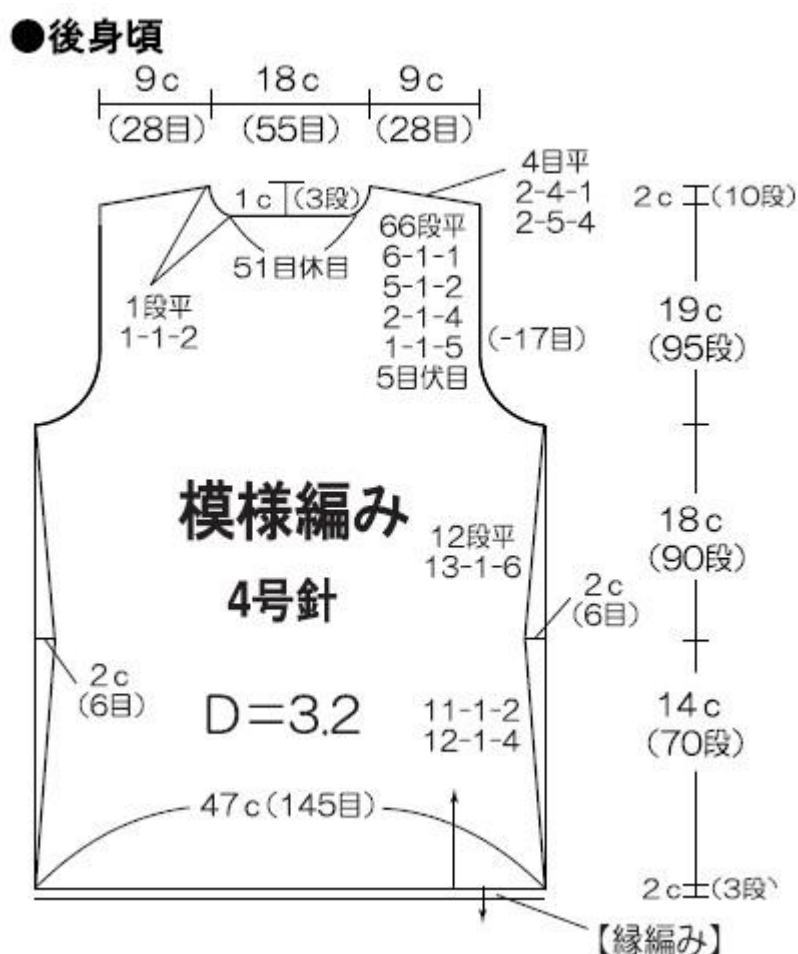 ●後身頃
9c 18c 9c
(28目) (55目) (28目)
4目平
2-4-1
2-5-4
2c (10段)
1c (3段)
51目休目
1段平
1-1-2
66段平
6-1-1
5-1-2
2-1-4
1-1-5
5目伏目
(-17目)
19c
(95段)
模様編み
4号針
D=3.2
12段平
13-1-6
2c
(6目)
18c
(90段)
2c
(6目)
11-1-2
12-1-4
14c
(70段)
47c(145目)
2c (3段)
【縁編み】